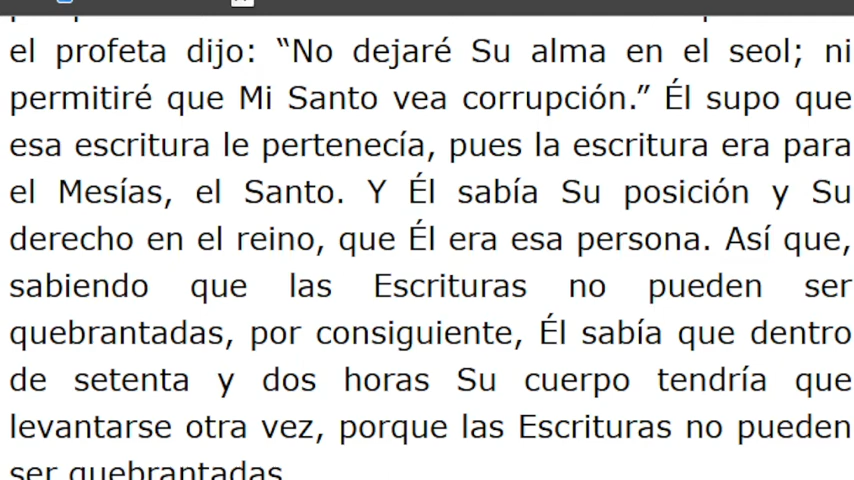 el profeta dijo: “No dejaré Su alma en el seol; ni
permitiré que Mi Santo vea corrupción.” Él supo que
esa escritura le pertenecía, pues la escritura era para
el Mesías, el Santo. Y Él sabía Su posición y Su
derecho en el reino, que Él era esa persona. Así que,
sabiendo que las Escrituras no pueden ser
quebrantadas, por consiguiente, Él sabía que dentro
de setenta y dos horas Su cuerpo tendría que
levantarse otra vez, porque las Escrituras no pueden
ser quebrantadas